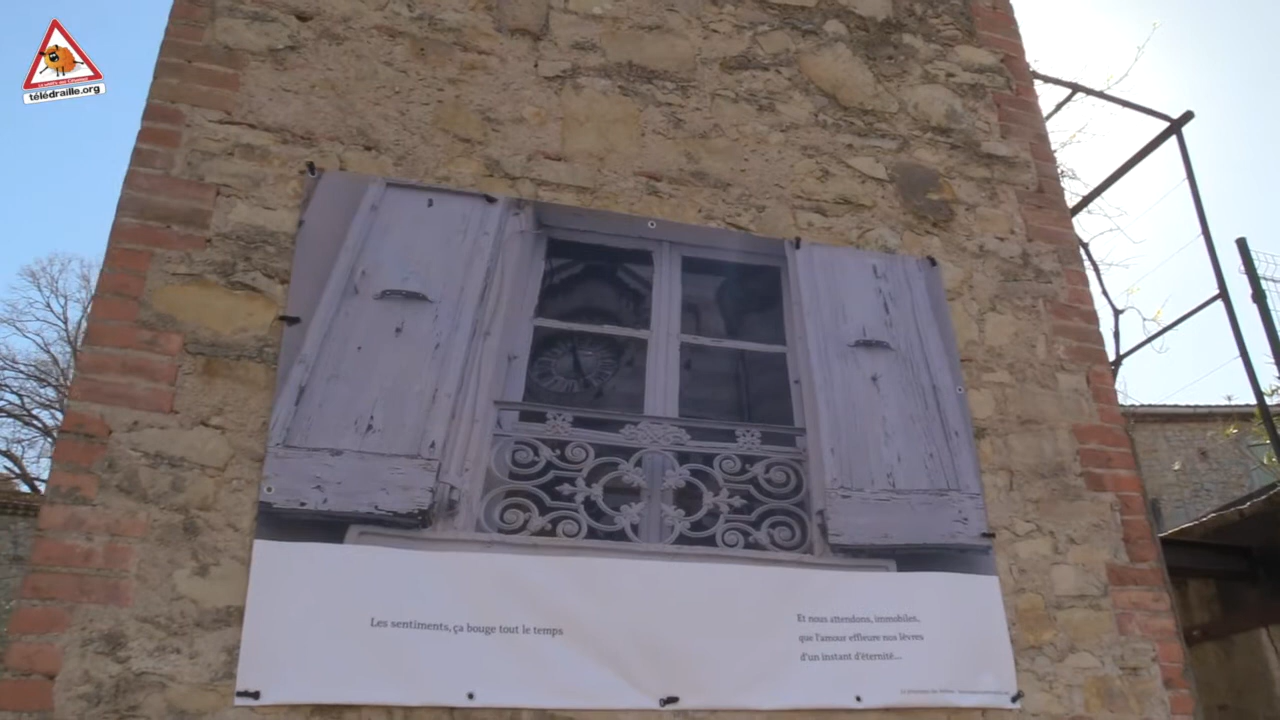 télédraille.org
Les sentiments, ça bouge tout le temps
Et nous attendons, immobiles,
que l'amour effleure nos lèvres
d'un instant d'éternité...